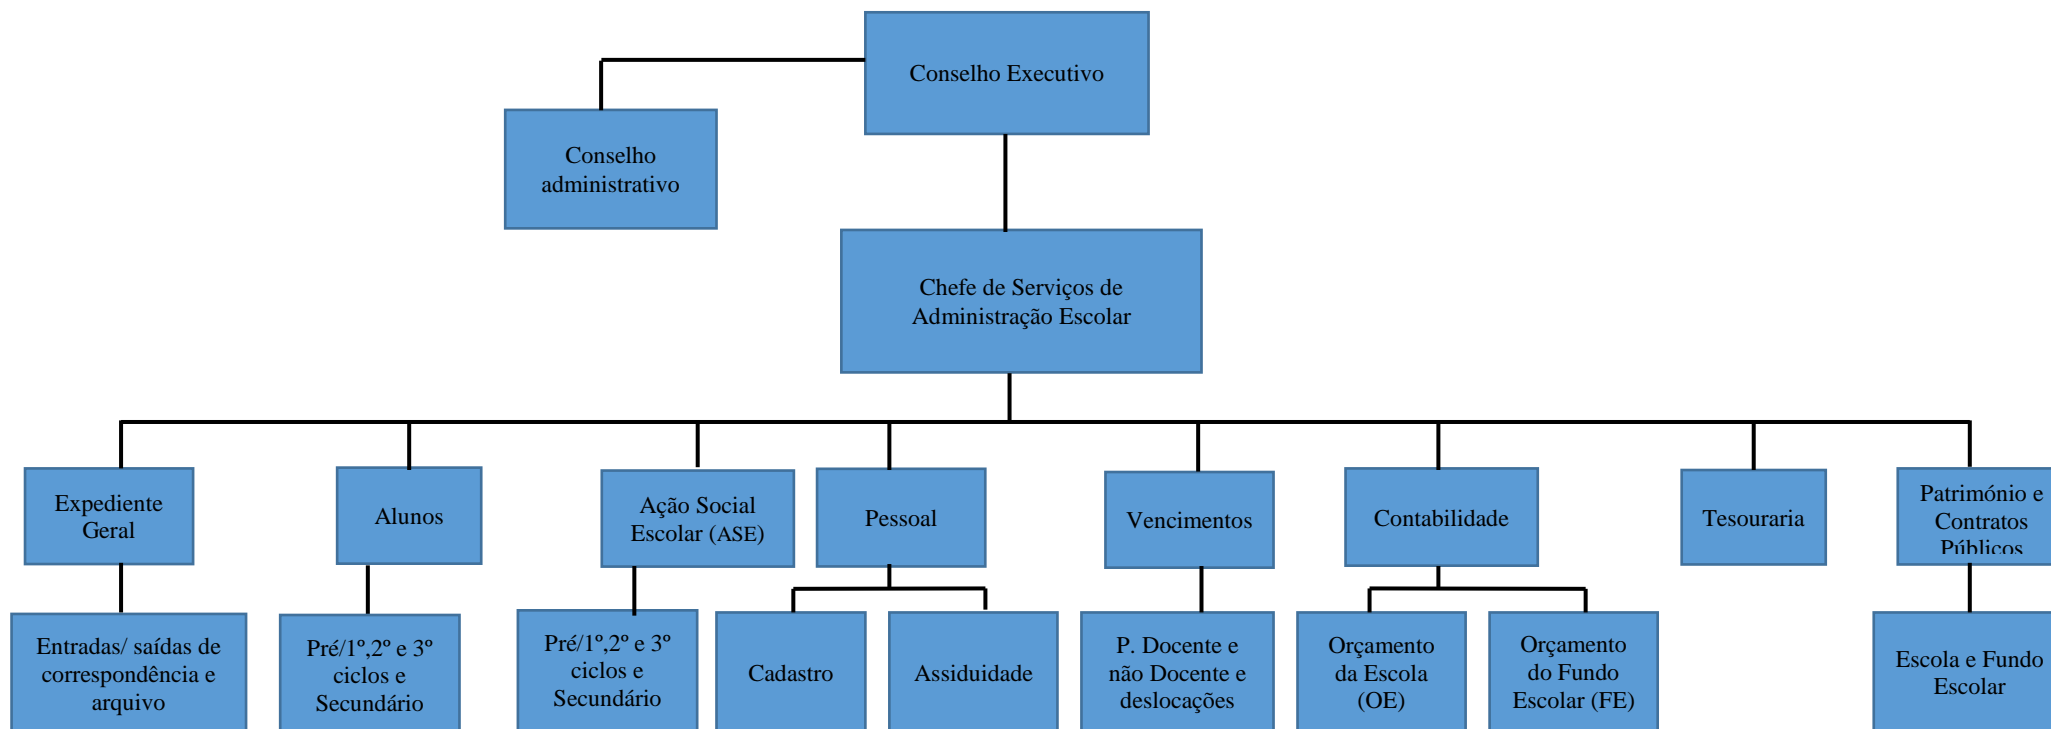 Conselho Executivo
Conselho
administrativo
Chefe de Serviços de
Administração Escolar
Expediente
Geral
Alunos
Ação Social
Escolar (ASE)
Pessoal
Vencimentos
Contabilidade
Tesouraria
Património e
Contratos
Públicos
Entradas/ saídas de
correspondência e
arquivo
Pré/1º,2º e 3º
ciclos e
Secundário
Pré/1º,2º e 3º
ciclos e
Secundário
Cadastro
Assiduidade
P. Docente e
não Docente e
deslocações
Orçamento
da Escola
(OE)
Orçamento
do Fundo
Escolar (FE)
Escola e Fundo
Escolar